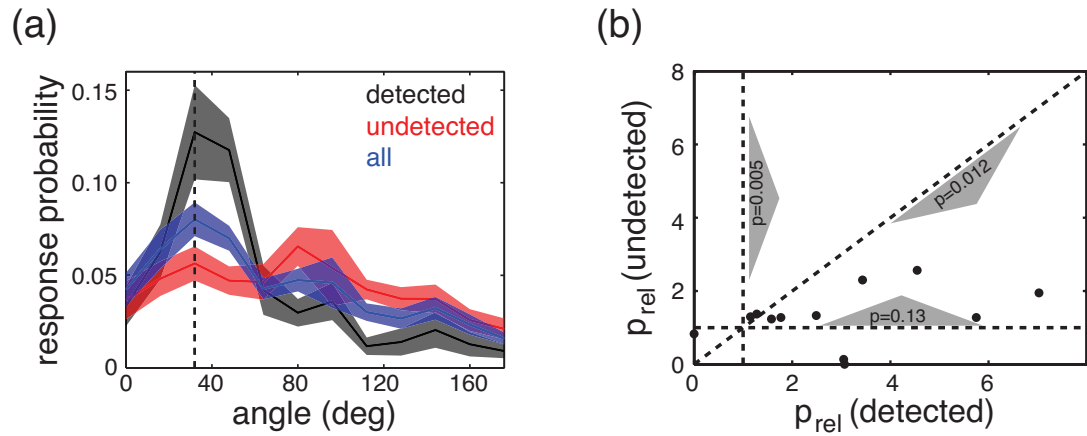 (a)
response probability
0.15
0.10
0.05
0
0
40
80
120
160
angle (deg)
detected
undetected
all
(b)
p_rel (undetected)
8
6
4
2
0
0
2
4
6
p_rel (detected)
p=0.005
p=0.012
p=0.13